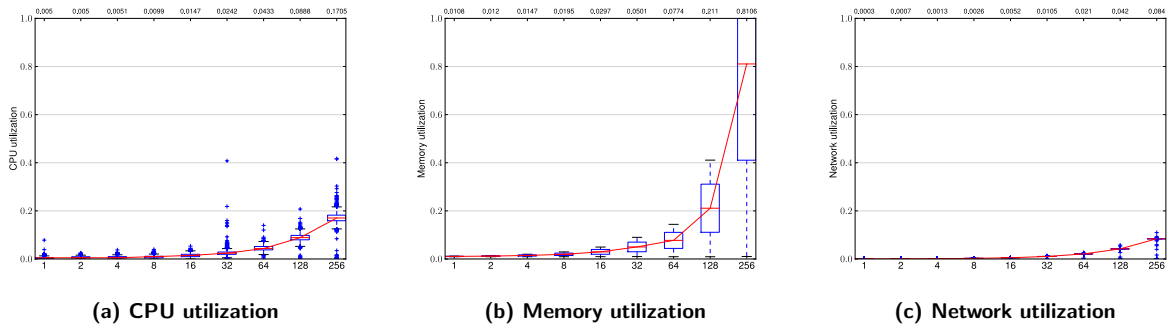 0.005 0.005 0.0051 0.0099 0.0147 0.0242 0.0433 0.0888 0.1705
1.0
0.8
0.6
0.4
0.2
0.0
CPU utilization
1 2 4 8 16 32 64 128 256
(a) CPU utilization
0.0108 0.012 0.0147 0.0195 0.0297 0.0501 0.0774 0.211 0.8106
1.0
0.8
0.6
0.4
0.2
0.0
Memory utilization
1 2 4 8 16 32 64 128 256
(b) Memory utilization
0.0003 0.0007 0.0013 0.0026 0.0052 0.0105 0.021 0.042 0.084
1.0
0.8
0.6
0.4
0.2
0.0
Network utilization
1 2 4 8 16 32 64 128 256
(c) Network utilization